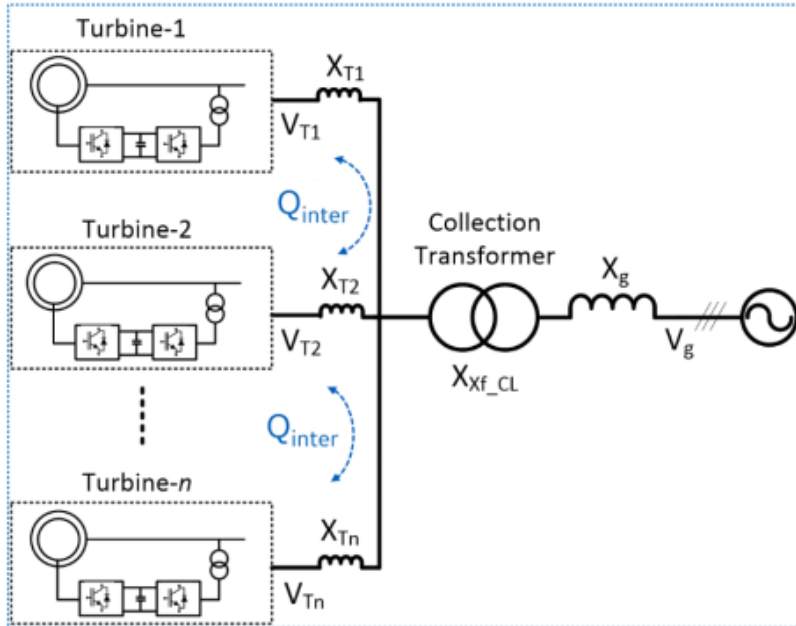 Turbine-1
X_T1
V_T1
Q_inter
Turbine-2
Collection
Transformer
X_T2
X_g
V_T2
V_g
X_Xf_CL
Q_inter
Turbine-n
X_Tn
V_Tn